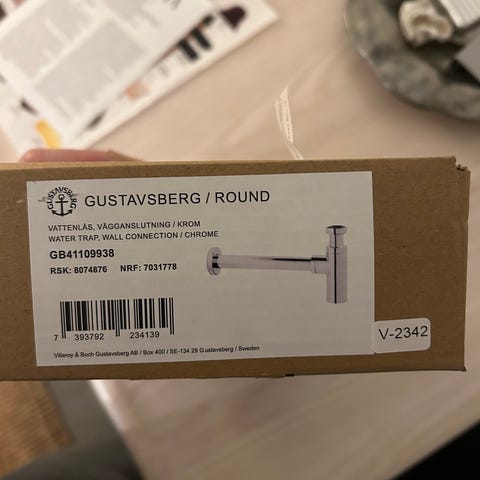 GUSTAVSBERG
GUSTAVSBERG / ROUND
VATTENLÅS, VÄGGANSLUTNING / KROM
WATER TRAP, WALL CONNECTION / CHROME
GB41109938
RSK: 8074876 NRF: 7031778
7 393792 234139
Villeroy & Boch Gustavsberg AB / Box 400 / SE-134 29 Gustavsberg / Sweden
V-2342